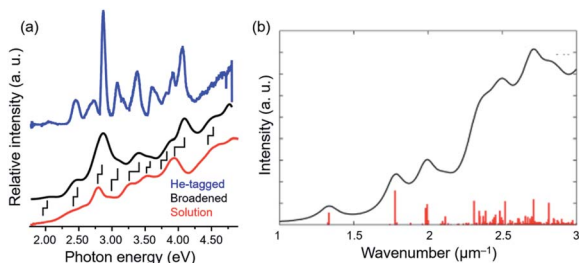 (a)
Relative intensity (a. u.)
He-tagged
Broadened
Solution
2.00 2.50 3.00 3.50 4.00 4.50
Photon energy (eV)
(b)
Intensity (a. u.)
1 1.5 2 2.5 3
Wavenumber (μm⁻¹)